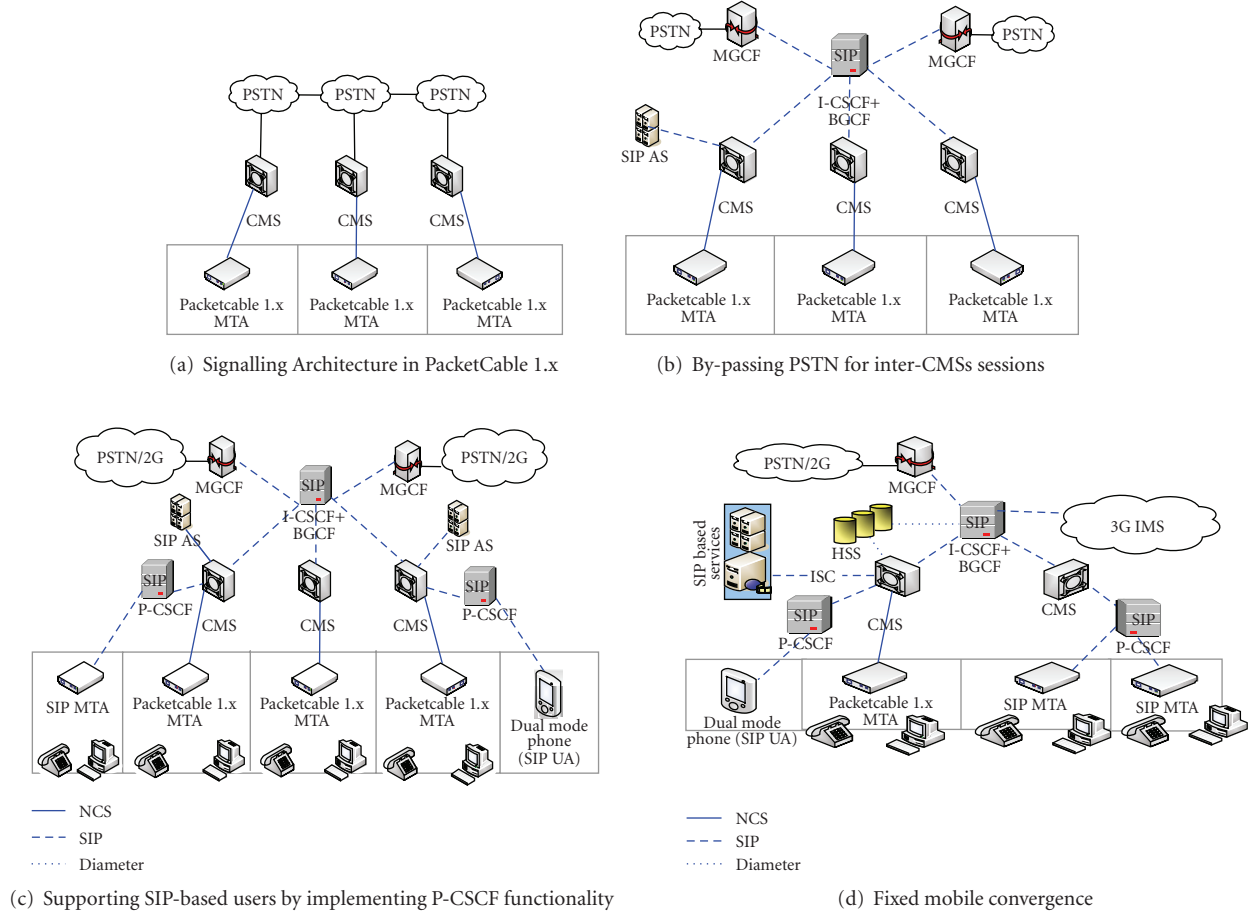 PSTN
PSTN
PSTN
CMS
CMS
CMS
Packetcable 1.x
MTA
Packetcable 1.x
MTA
Packetcable 1.x
MTA
(a) Signalling Architecture in PacketCable 1.x
PSTN
MGCF
SIP
MGCF
PSTN
I-CSCF+
BGCF
SIP AS
CMS
CMS
CMS
Packetcable 1.x
MTA
Packetcable 1.x
MTA
Packetcable 1.x
MTA
(b) By-passing PSTN for inter-CMSs sessions
PSTN/2G
MGCF
SIP
MGCF
PSTN/2G
I-CSCF+
BGCF
SIP AS
SIP AS
SIP
P-CSCF
SIP
P-CSCF
CMS
CMS
CMS
SIP MTA
Packetcable 1.x
MTA
Packetcable 1.x
MTA
Packetcable 1.x
MTA
Dual mode
phone
(SIP UA)
NCS
SIP
Diameter
(c) Supporting SIP-based users by implementing P-CSCF functionality
PSTN/2G
MGCF
SIP
I-CSCF+
BGCF
3G IMS
HSS
SIP based
services
ISC
CMS
CMS
SIP
P-CSCF
SIP
P-CSCF
Dual mode
phone (SIP UA)
Packetcable 1.x
MTA
SIP MTA
SIP MTA
NCS
SIP
Diameter
(d) Fixed mobile convergence